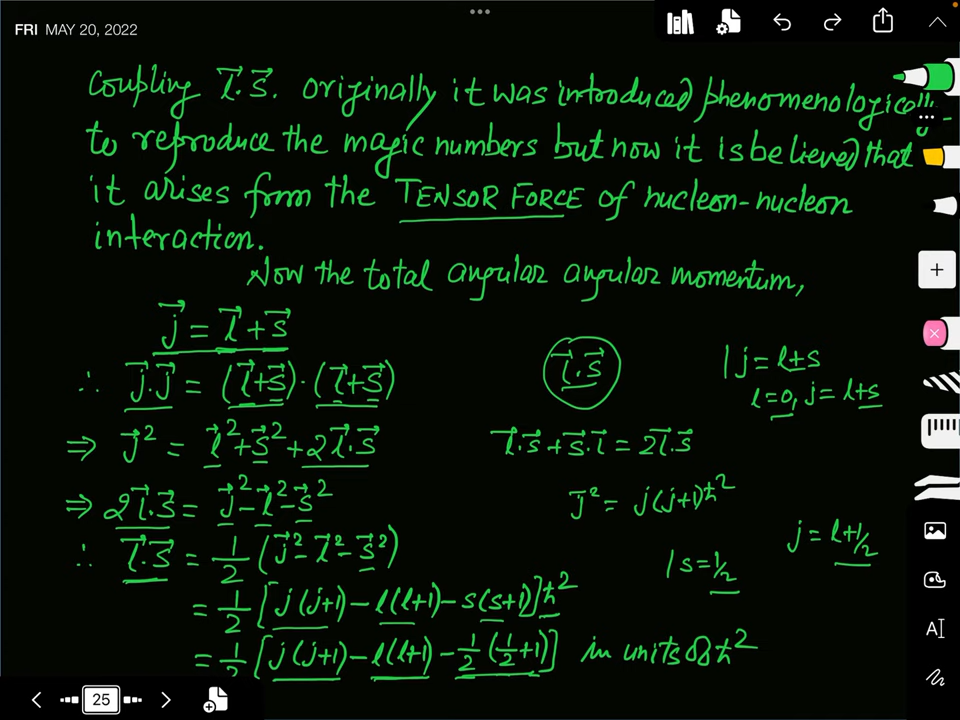 FRI MAY 20, 2022
Coupling l⃗.s⃗. originally it was introduced phenomenologically
to reproduce the magic numbers but now it is believed that
it arises from the TENSOR FORCE of nucleon-nucleon
interaction.
Now the total angular angular momentum,
j⃗ = l⃗+s⃗
∴ j⃗.j⃗ = (l⃗+s⃗).(l⃗+s⃗)
l⃗.s⃗
| j=l±s
l=0, j=l+s
⇒ j⃗² = l⃗²+s⃗²+2l⃗.s⃗
l⃗.s⃗+s⃗.l⃗=2l⃗.s⃗
⇒ 2l⃗.s⃗ = j⃗²-l⃗²-s⃗²
J⃗² = j(j+1)ħ²
∴ l⃗.s⃗ = 1/2 (j⃗²-l⃗²-s⃗²)
| s=1/2
j=l+1/2
= 1/2 [j(j+1)-l(l+1)-s(s+1)]ħ²
= 1/2 [j(j+1)-l(l+1)-1/2(1/2+1)] in units of ħ²
25
AI